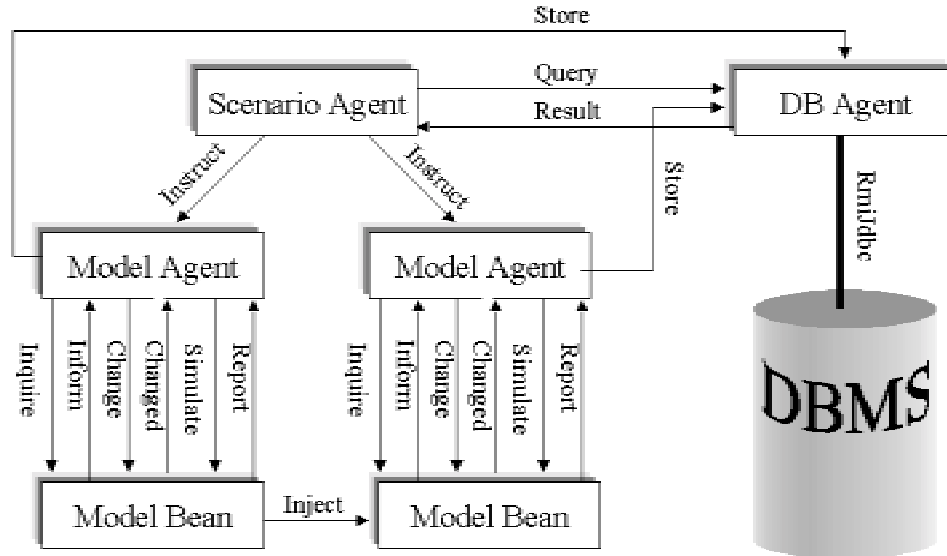 Store
Query
Scenario Agent
DB Agent
Result
Instruct
Instruct
Store
RmiJdbc
Model Agent
Model Agent
Inquire
Inform
Change
Changed
Simulate
Report
Inquire
Inform
Change
Changed
Simulate
Report
DBMS
Model Bean
Inject
Model Bean